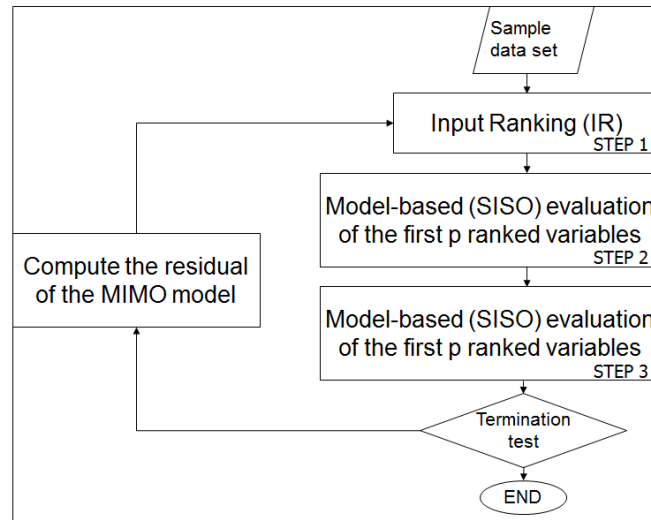 Sample
data set
Input Ranking (IR)
STEP 1
Model-based (SISO) evaluation
of the first p ranked variables
STEP 2
Compute the residual
of the MIMO model
Model-based (SISO) evaluation
of the first p ranked variables
STEP 3
Termination
test
END